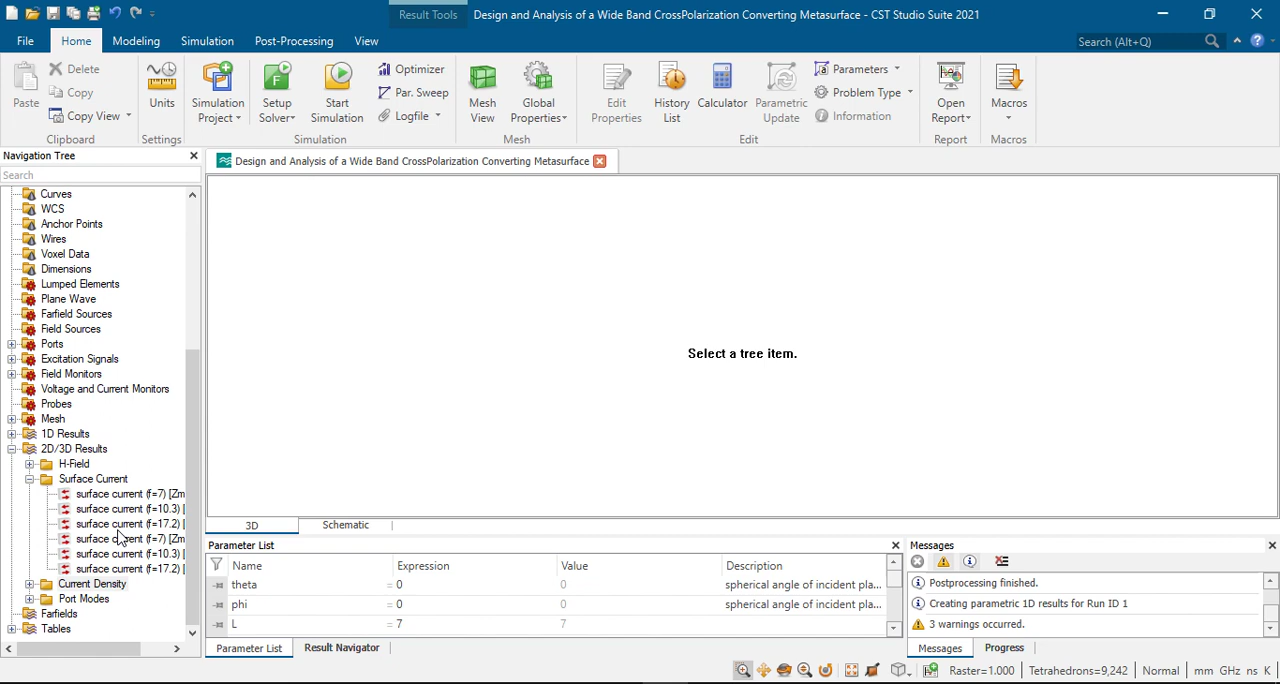 Result Tools Design and Analysis of a Wide Band CrossPolarization Converting Metasurface - CST Studio Suite 2021
File Home Modeling Simulation Post-Processing View Search (Alt+Q)
Paste Delete Copy Copy View Clipboard
Units Settings
Simulation Project Setup Solver Start Simulation Optimizer Par. Sweep Logfile Simulation
Mesh View Global Properties Mesh
Edit Properties History List Calculator Parametric Update Parameters Problem Type Information Edit
Open Report Report
Macros Macros
Navigation Tree
Search
Curves
WCS
Anchor Points
Wires
Voxel Data
Dimensions
Lumped Elements
Plane Wave
Farfield Sources
Field Sources
Ports
Excitation Signals
Field Monitors
Voltage and Current Monitors
Probes
Mesh
1D Results
2D/3D Results
H-Field
Surface Current
surface current (f=7) [Zm
surface current (f=10.3) [
surface current (f=17.2) [
surface current (f=7) [Zm
surface current (f=10.3) [
surface current (f=17.2) [
Current Density
Port Modes
Farfields
Tables
Design and Analysis of a Wide Band CrossPolarization Converting Metasurface
Select a tree item.
3D Schematic
Parameter List
Name Expression Value Description
theta = 0 0 spherical angle of incident pla...
phi = 0 0 spherical angle of incident pla...
L = 7 7
Parameter List Result Navigator
Messages
Postprocessing finished.
Creating parametric 1D results for Run ID 1
3 warnings occurred.
Messages Progress
Raster=1.000 Tetrahedrons=9,242 Normal mm GHz ns K